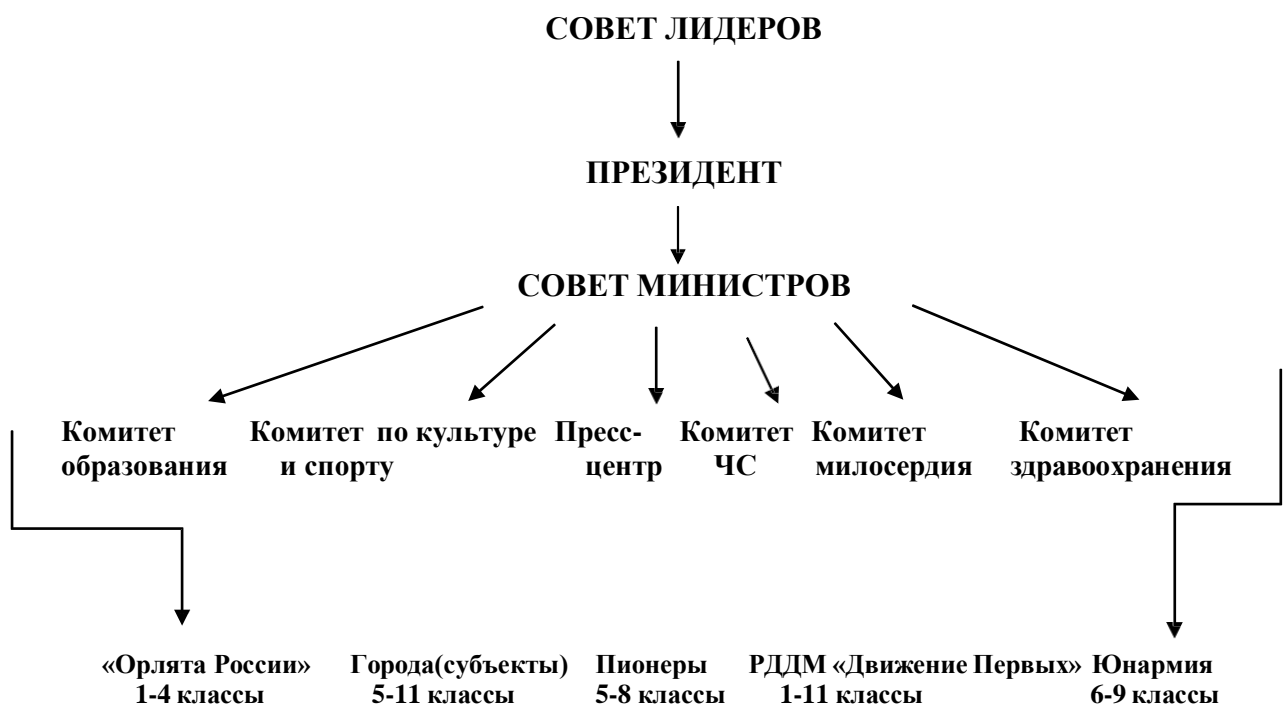 СОВЕТ ЛИДЕРОВ
ПРЕЗИДЕНТ
СОВЕТ МИНИСТРОВ
Комитет Комитет по культуре Пресс- Комитет Комитет Комитет
образования и спорту центр ЧС милосердия здравоохранения
«Орлята России» Города(субъекты) Пионеры РДДМ «Движение Первых» Юнармия
1-4 классы 5-11 классы 5-8 классы 1-11 классы 6-9 классы